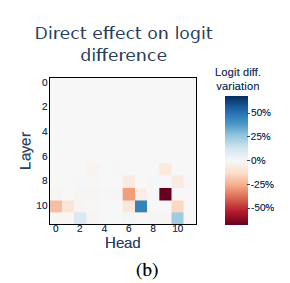 Direct effect on logit
difference
Logit diff.
variation
Layer
0
2
4
6
8
10
0 2 4 6 8 10
Head
50%
25%
0%
-25%
-50%
(b)